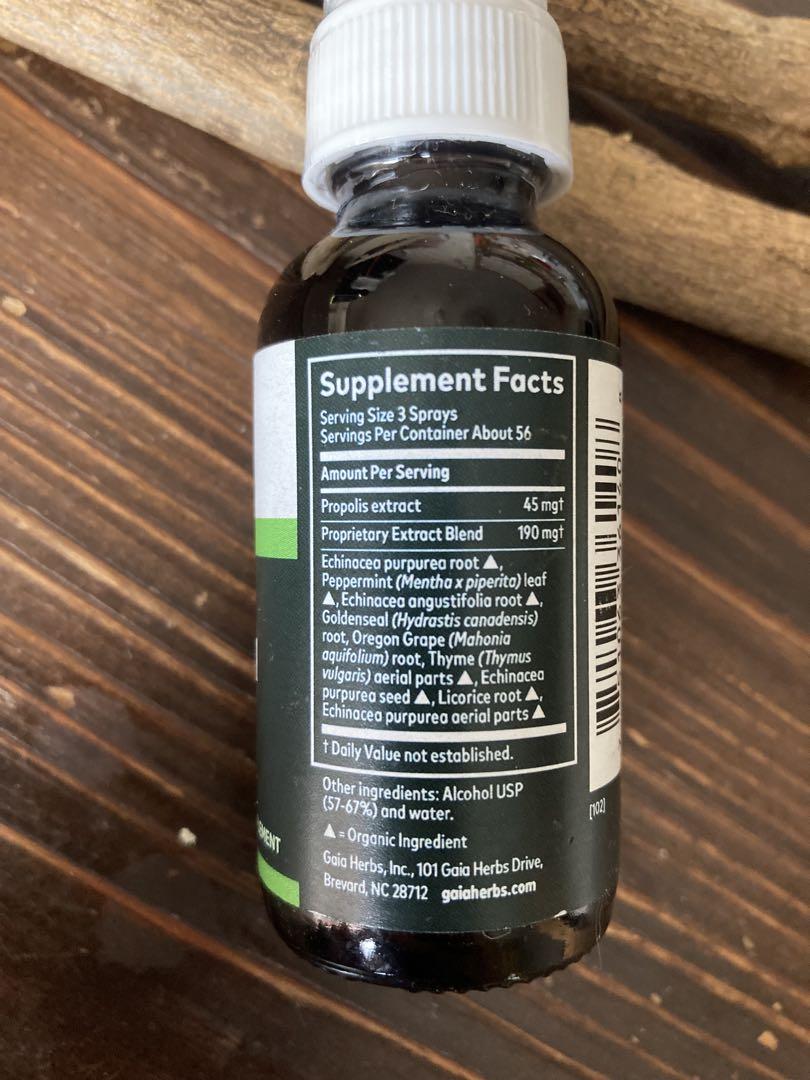 Supplement Facts
Serving Size 3 Sprays
Servings Per Container About 56
Amount Per Serving
Propolis extract 45 mg†
Proprietary Extract Blend 190 mg†
Echinacea purpurea root ▲,
Peppermint (Mentha x piperita) leaf
▲, Echinacea angustifolia root ▲,
Goldenseal (Hydrastis canadensis)
root, Oregon Grape (Mahonia
aquifolium) root, Thyme (Thymus
vulgaris) aerial parts ▲, Echinacea
purpurea seed ▲, Licorice root ▲,
Echinacea purpurea aerial parts ▲
† Daily Value not established.
Other ingredients: Alcohol USP
(57-67%) and water.
▲ = Organic Ingredient
Gaia Herbs, Inc., 101 Gaia Herbs Drive,
Brevard, NC 28712 gaiaherbs.com
[102]